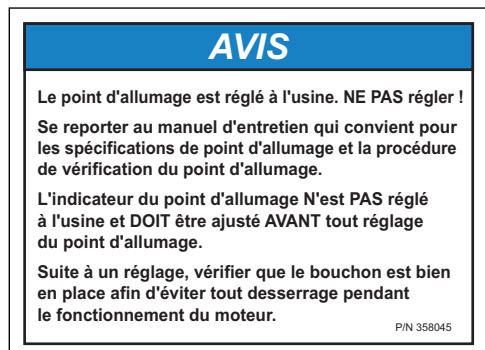 AVIS
Le point d'allumage est réglé à l'usine. NE PAS régler !
Se reporter au manuel d'entretien qui convient pour
les spécifications de point d'allumage et la procédure
de vérification du point d'allumage.
L'indicateur du point d'allumage N'est PAS réglé
à l'usine et DOIT être ajusté AVANT tout réglage
du point d'allumage.
Suite à un réglage, vérifier que le bouchon est bien
en place afin d'éviter tout desserrage pendant
le fonctionnement du moteur.
P/N 358045